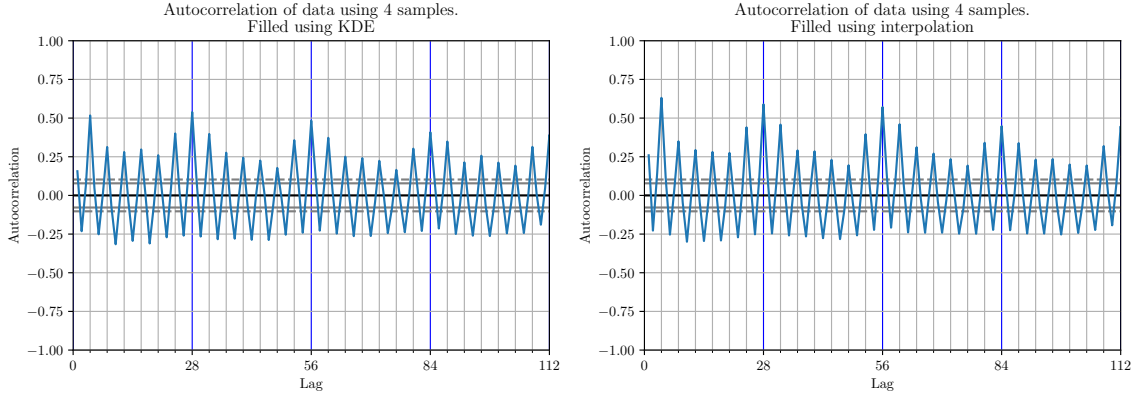 Autocorrelation of data using 4 samples.
Filled using KDE
1.00
0.75
0.50
0.25
0.00
−0.25
−0.50
−0.75
−1.00
Autocorrelation
0 28 56 84 112
Lag
Autocorrelation of data using 4 samples.
Filled using interpolation
1.00
0.75
0.50
0.25
0.00
−0.25
−0.50
−0.75
−1.00
Autocorrelation
0 28 56 84 112
Lag